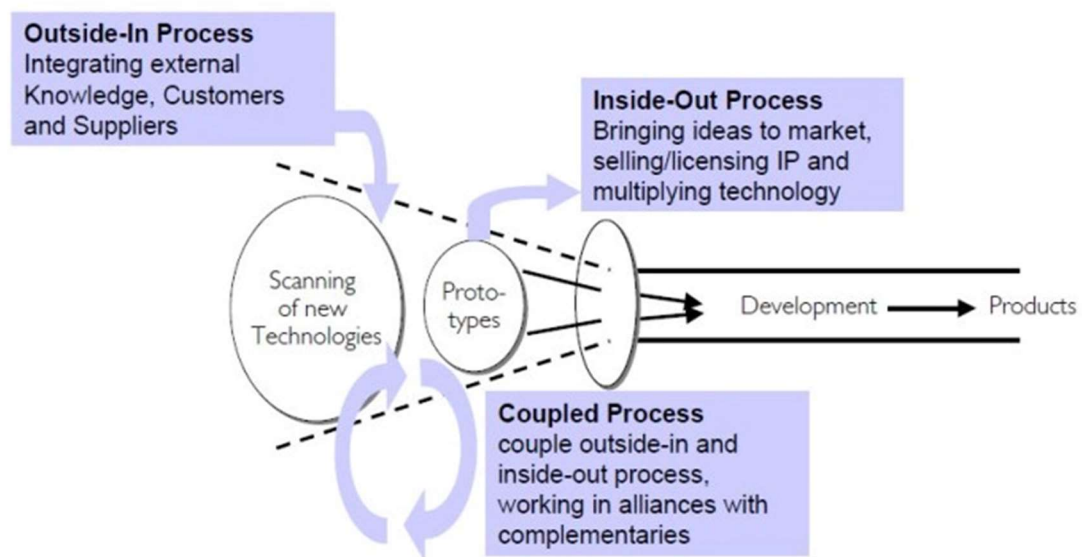 Outside-In Process
Integrating external
Knowledge, Customers
and Suppliers
Inside-Out Process
Bringing ideas to market,
selling/licensing IP and
multiplying technology
Scanning
of new
Technologies
Proto-
types
Development
Products
Coupled Process
couple outside-in and
inside-out process,
working in alliances with
complementaries